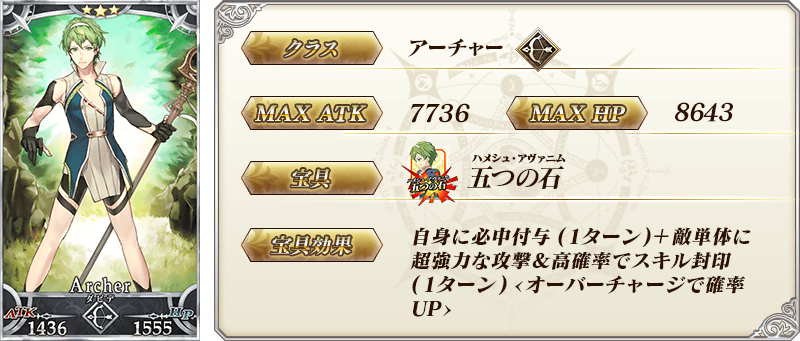 Archer
ダビデ
ATK
HP
1436
1555
クラス
アーチャー
MAX ATK
7736
MAX HP
8643
宝具
五つの石
ハメシュ・アヴァニム
五つの石
宝具効果
自身に必中付与 (1ターン)+敵単体に
超強力な攻撃&高確率でスキル封印
(1ターン) <オーバーチャージで確率
UP>